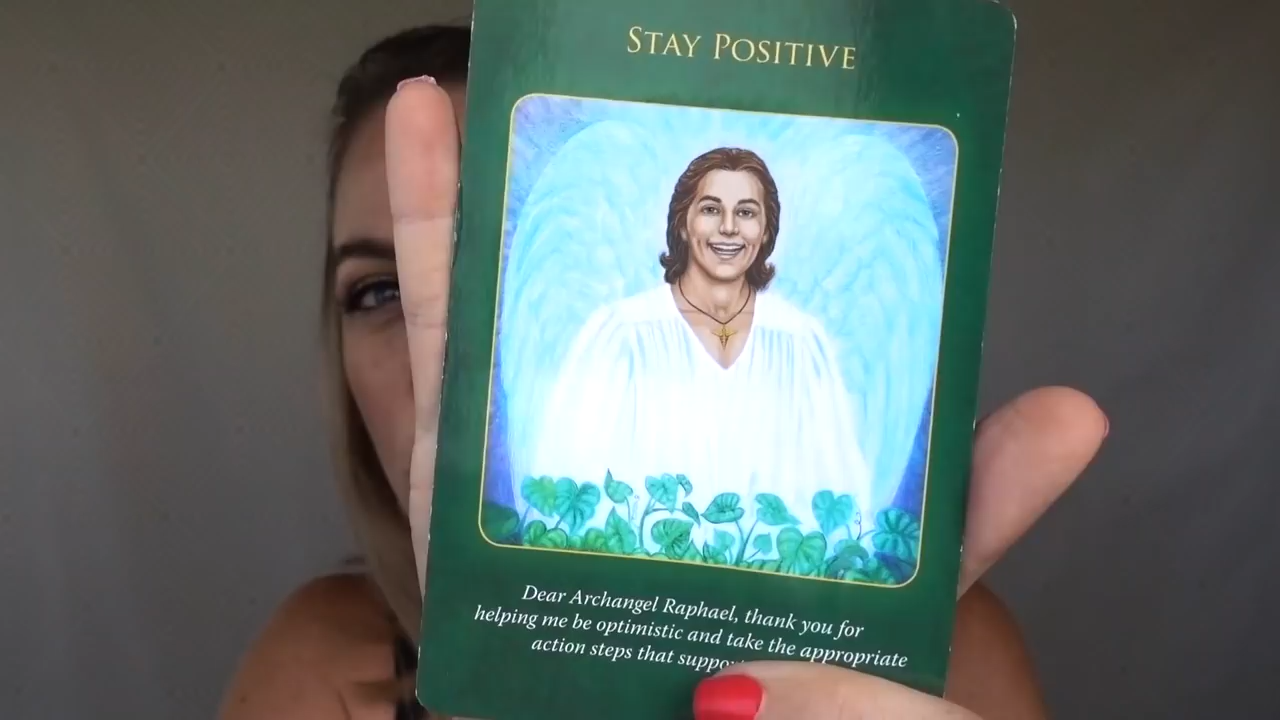 STAY POSITIVE
Dear Archangel Raphael, thank you for
helping me be optimistic and take the appropriate
action steps that